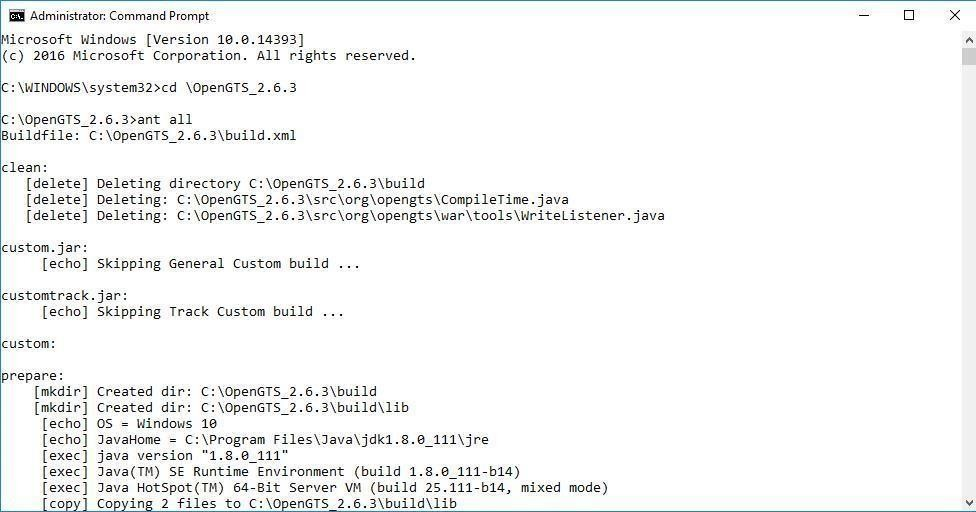 Administrator: Command Prompt
Microsoft Windows [Version 10.0.14393]
(c) 2016 Microsoft Corporation. All rights reserved.
C:\WINDOWS\system32>cd \OpenGTS_2.6.3
C:\OpenGTS_2.6.3>ant all
Buildfile: C:\OpenGTS_2.6.3\build.xml
clean:
[delete] Deleting directory C:\OpenGTS_2.6.3\build
[delete] Deleting: C:\OpenGTS_2.6.3\src\org\opengts\CompileTime.java
[delete] Deleting: C:\OpenGTS_2.6.3\src\org\opengts\war\tools\WriteListener.java
custom.jar:
[echo] Skipping General Custom build ...
customtrack.jar:
[echo] Skipping Track Custom build ...
custom:
prepare:
[mkdir] Created dir: C:\OpenGTS_2.6.3\build
[mkdir] Created dir: C:\OpenGTS_2.6.3\build\lib
[echo] OS = Windows 10
[echo] JavaHome = C:\Program Files\Java\jdk1.8.0_111\jre
[exec] java version "1.8.0_111"
[exec] Java(TM) SE Runtime Environment (build 1.8.0_111-b14)
[exec] Java HotSpot(TM) 64-Bit Server VM (build 25.111-b14, mixed mode)
[copy] Copying 2 files to C:\OpenGTS_2.6.3\build\lib